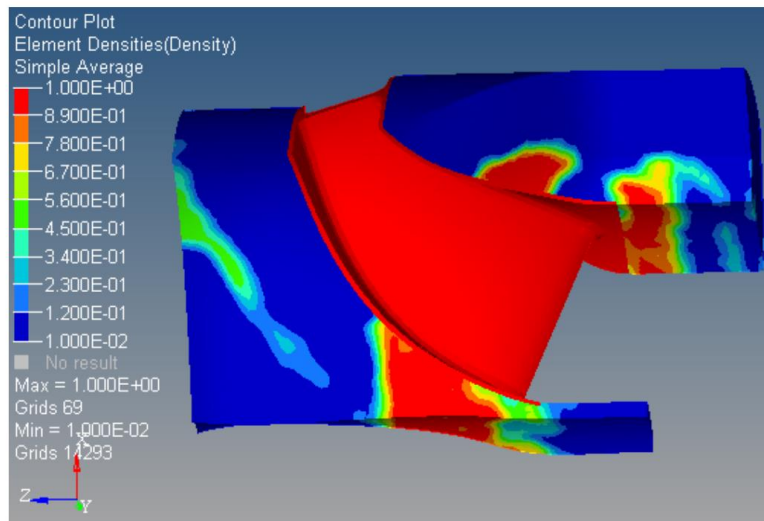 Contour Plot
Element Densities(Density)
Simple Average
1.000E+00
8.900E-01
7.800E-01
6.700E-01
5.600E-01
4.500E-01
3.400E-01
2.300E-01
1.200E-01
1.000E-02
No result
Max = 1.000E+00
Grids 69
Min = 1.000E-02
Grids 14293
X
Z
Y